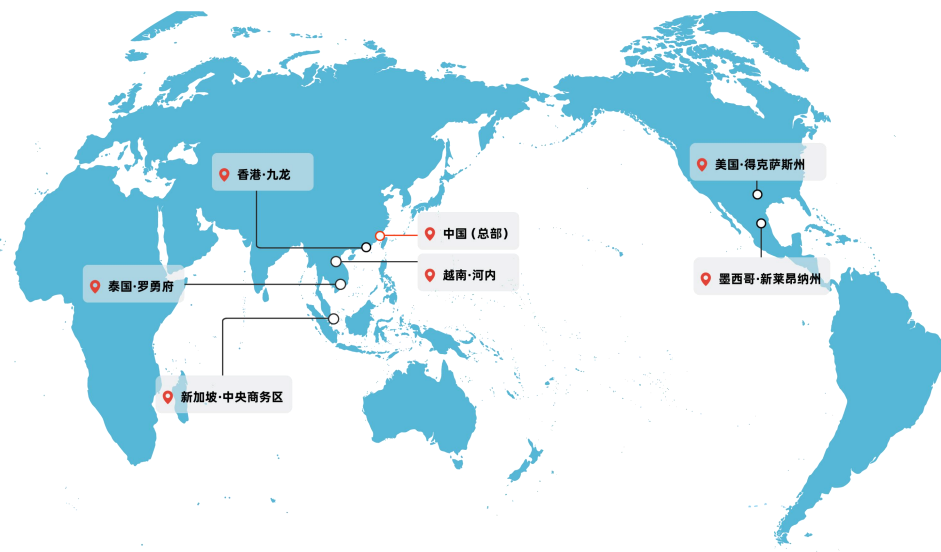 香港·九龙
美国·得克萨斯州
中国（总部）
越南·河内
泰国·罗勇府
墨西哥·新莱昂纳州
新加坡·中央商务区